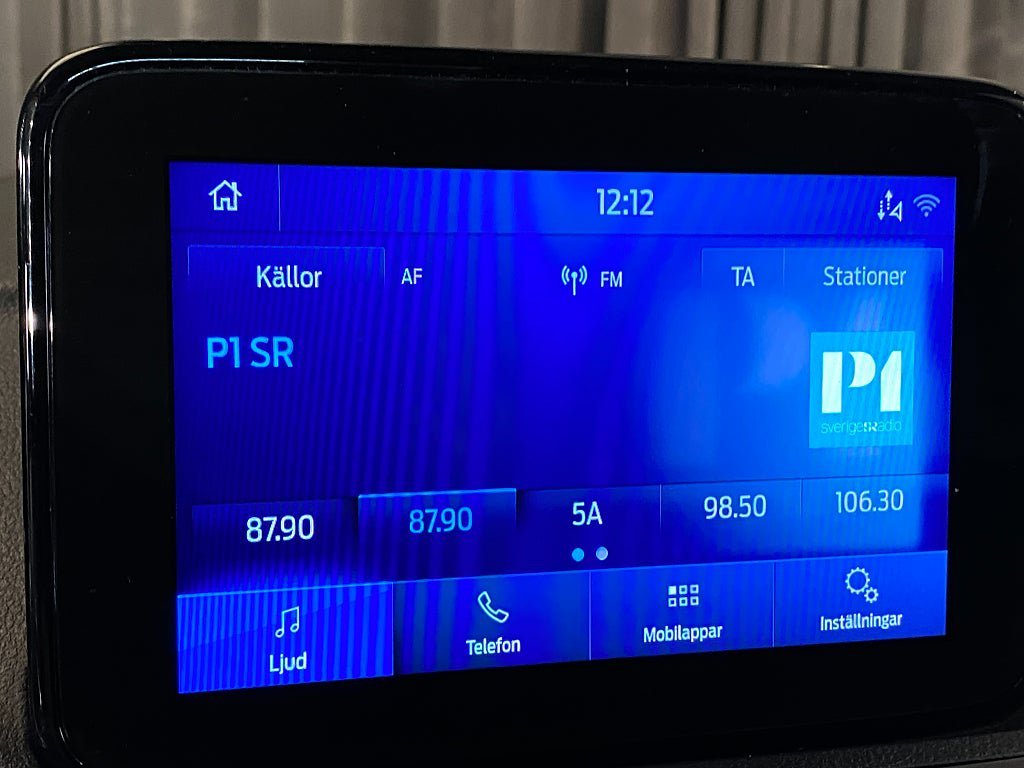 12:12
Källor AF FM TA Stationer
P1 SR
P1
sverigesRadio
87.90 87.90 5A 98.50 106.30
Ljud Telefon Mobilappar Inställningar